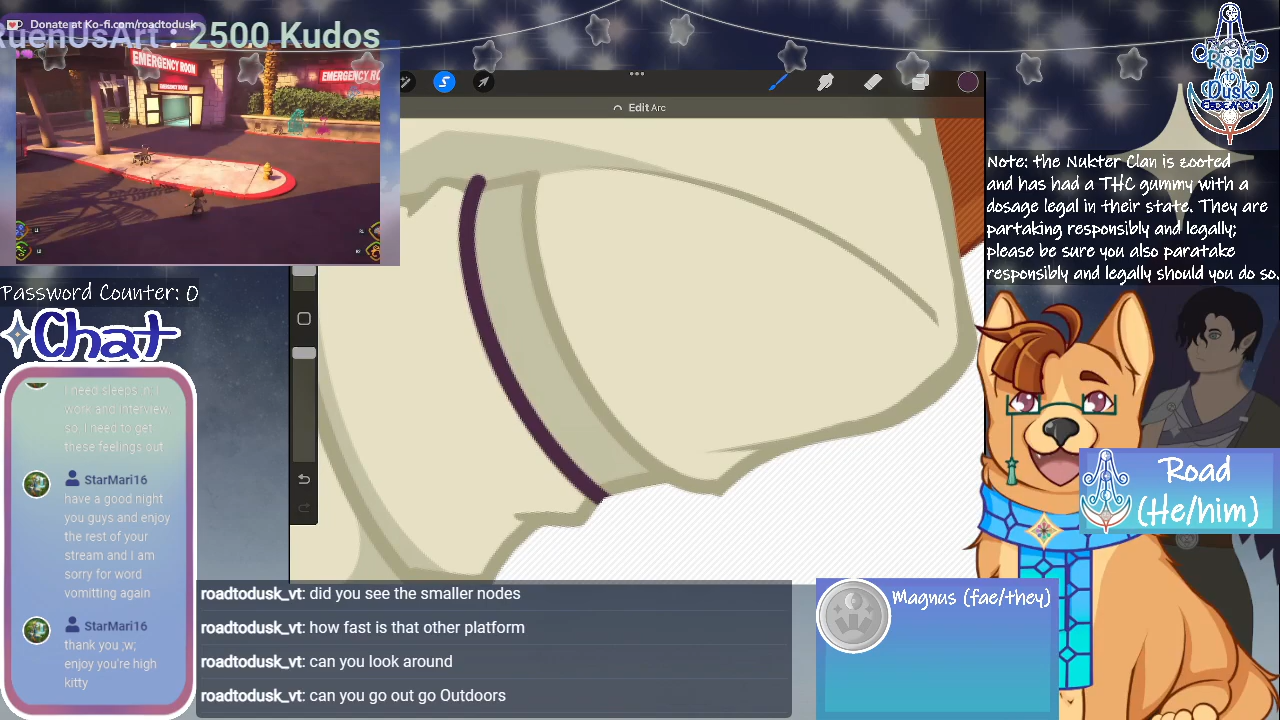 Donate at Ko-fi.com/roadtodusk
RuenUsArt : 2500 Kudos
EMERGENCY ROOM
EMERGENCY RO
EMERGENCY ROOM
Edit Arc
Road
to
Dusk
Note: the Nukter Clan is zooted
and has had a THC gummy with a
dosage legal in their state. They are
partaking responsibly and legally;
please be sure you also paratake
responsibly and legally should you do so.
Password Counter: 0
Chat
I need sleeps n I
work and interview
so. I need to get
these feelings out
StarMari16
have a good night
you guys and enjoy
the rest of your
stream and I am
sorry for word
vomitting again
StarMari16
thank you ;w;
enjoy you're high
kitty
roadtodusk_vt: did you see the smaller nodes
roadtodusk_vt: how fast is that other platform
roadtodusk_vt: can you look around
roadtodusk_vt: can you go out go Outdoors
Road
(He/him)
Magnus (fae/they)